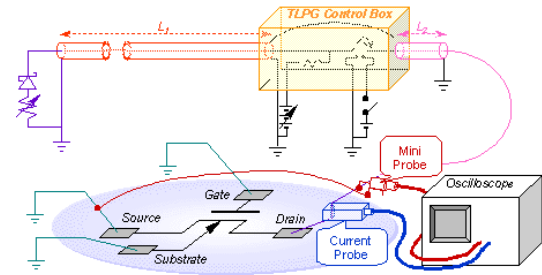 TLPG Control Box
L1
L2
Mini
Probe
Oscilloscope
Gate
Source
Drain
Substrate
Current
Probe